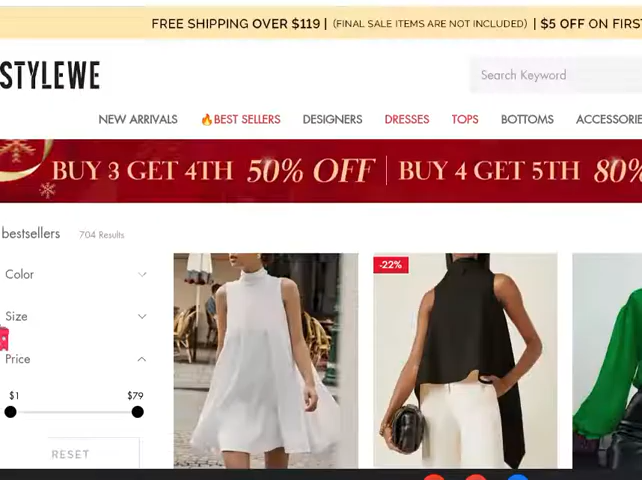 FREE SHIPPING OVER $119 | (FINAL SALE ITEMS ARE NOT INCLUDED) | $5 OFF ON FIRS
STYLEWE
Search Keyword
NEW ARRIVALS 🔥BEST SELLERS DESIGNERS DRESSES TOPS BOTTOMS ACCESSORIE
BUY 3 GET 4TH 50% OFF | BUY 4 GET 5TH 80%
bestsellers 704 Results
Color
-22%
Size
Price
$1 $79
RESET